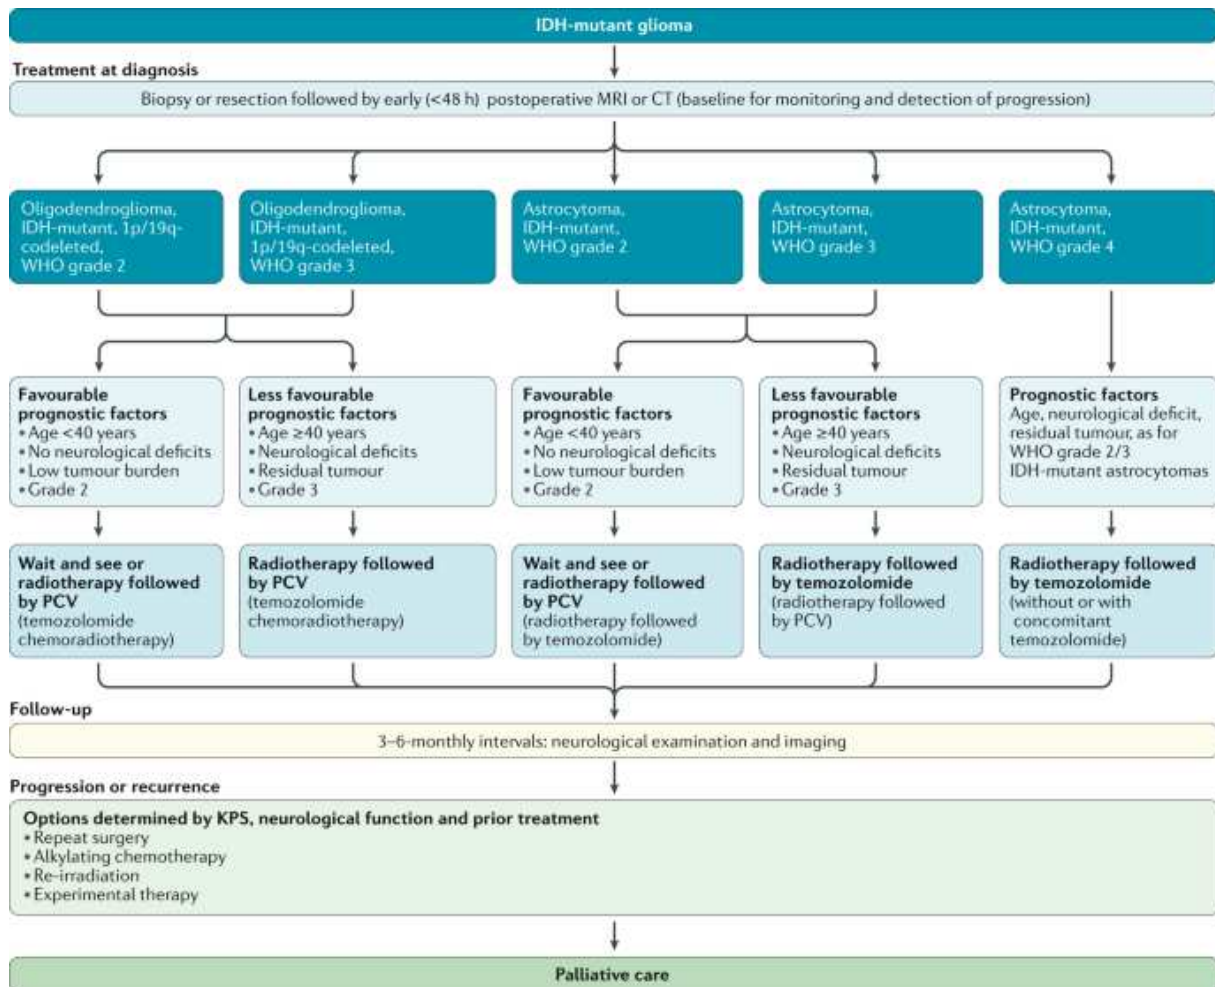 IDH-mutant glioma
Treatment at diagnosis
Biopsy or resection followed by early (<48 h) postoperative MRI or CT (baseline for monitoring and detection of progression)
Oligodendroglioma,
IDH-mutant, 1p/19q-
codeleted,
WHO grade 2
Oligodendroglioma,
IDH-mutant,
1p/19q-codeleted,
WHO grade 3
Astrocytoma,
IDH-mutant,
WHO grade 2
Astrocytoma,
IDH-mutant,
WHO grade 3
Astrocytoma,
IDH-mutant,
WHO grade 4
Favourable
prognostic factors
• Age <40 years
• No neurological deficits
• Low tumour burden
• Grade 2
Less favourable
prognostic factors
• Age ≥40 years
• Neurological deficits
• Residual tumour
• Grade 3
Favourable
prognostic factors
• Age <40 years
• No neurological deficits
• Low tumour burden
• Grade 2
Less favourable
prognostic factors
• Age ≥40 years
• Neurological deficits
• Residual tumour
• Grade 3
Prognostic factors
Age, neurological deficit,
residual tumour, as for
WHO grade 2/3
IDH-mutant astrocytomas
Wait and see or
radiotherapy followed
by PCV
(temozolomide
chemoradiotherapy)
Radiotherapy followed
by PCV
(temozolomide
chemoradiotherapy)
Wait and see or
radiotherapy followed
by PCV
(radiotherapy followed
by temozolomide)
Radiotherapy followed
by temozolomide
(radiotherapy followed
by PCV)
Radiotherapy followed
by temozolomide
(without or with
concomitant
temozolomide)
Follow-up
3–6-monthly intervals: neurological examination and imaging
Progression or recurrence
Options determined by KPS, neurological function and prior treatment
• Repeat surgery
• Alkylating chemotherapy
• Re-irradiation
• Experimental therapy
Palliative care